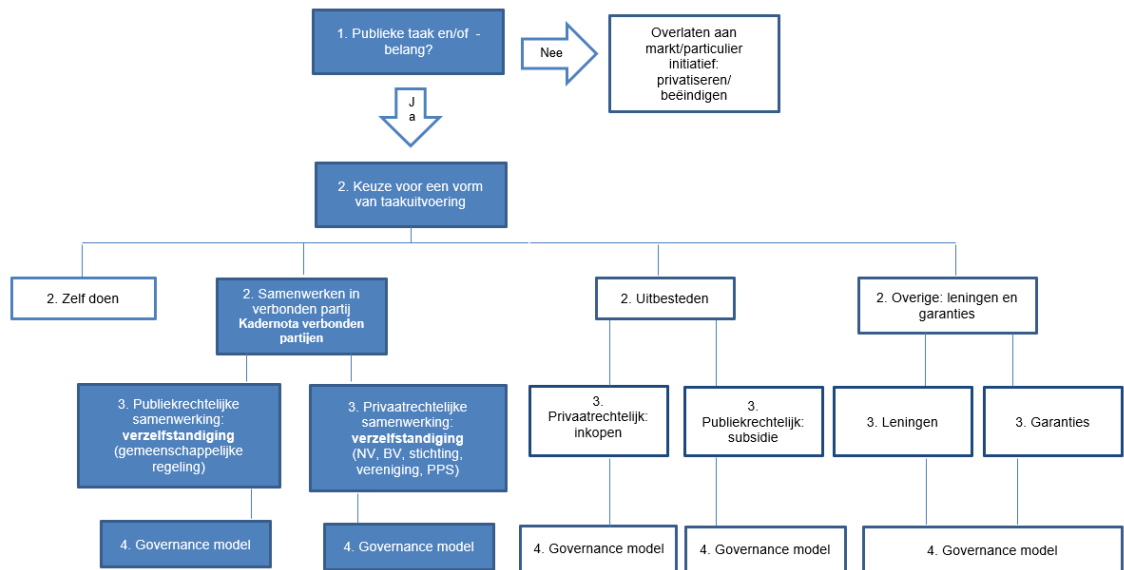 1. Publieke taak en/of -
belang?
Nee
Overlaten aan
markt/particulier
initiatief:
privatiseren/
beëindigen
J
a
2. Keuze voor een vorm
van taakuitvoering
2. Zelf doen
2. Samenwerken in
verbonden partij
Kadernota verbonden
partijen
2. Uitbesteden
2. Overige: leningen en
garanties
3. Publiekrechtelijke
samenwerking:
verzelfstandiging
(gemeenschappelijke
regeling)
3. Privaatrechtelijke
samenwerking:
verzelfstandiging
(NV, BV, stichting,
vereniging, PPS)
3.
Privaatrechtelijk:
inkopen
3.
Publiekrechtelijk:
subsidie
3. Leningen
3. Garanties
4. Governance model
4. Governance model
4. Governance model
4. Governance model
4. Governance model